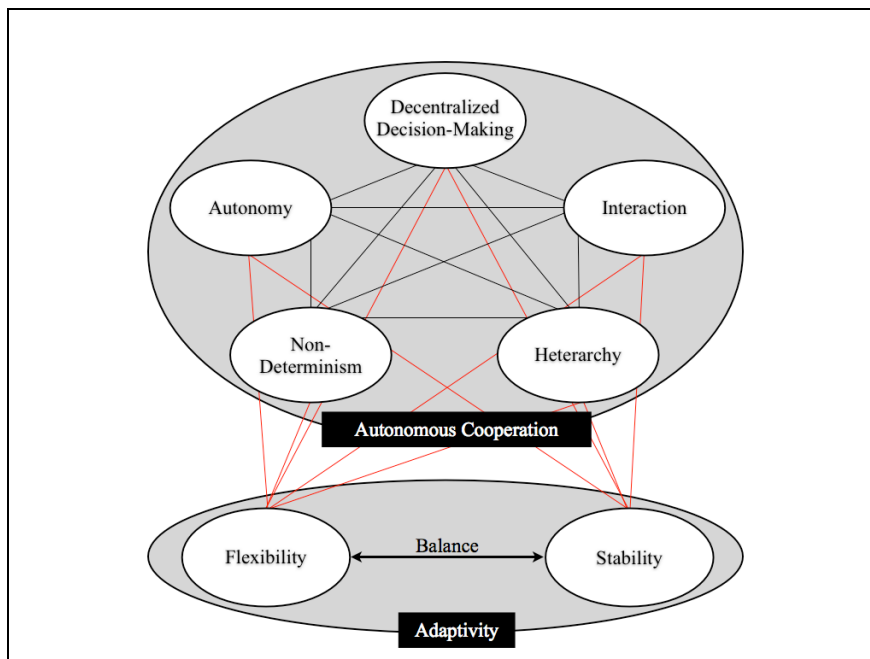 Decentralized
Decision-Making
Autonomy
Interaction
Non-
Determinism
Heterarchy
Autonomous Cooperation
Flexibility
Balance
Stability
Adaptivity